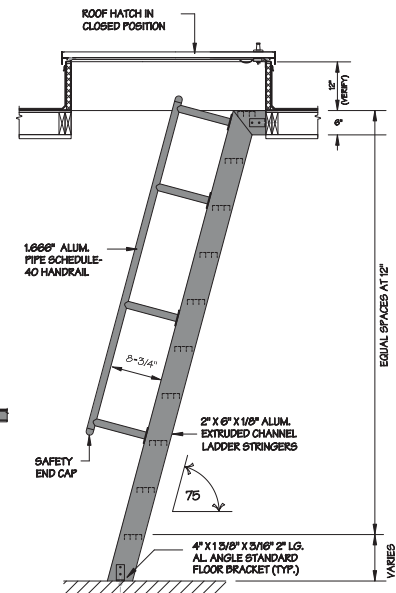 ROOF HATCH IN
CLOSED POSITION
12"
(VERIFY)
6"
1.666" ALUM.
PIPE SCHEDULE-
40 HANDRAIL
EQUAL SPACES AT 12"
8-3/4"
2" X 6" X 1/8" ALUM.
EXTRUDED CHANNEL
LADDER STRINGERS
SAFETY
END CAP
75
4" X 1 3/8" X 3/16" 2" LG.
AL. ANGLE STANDARD
FLOOR BRACKET (TYP.)
VARIES